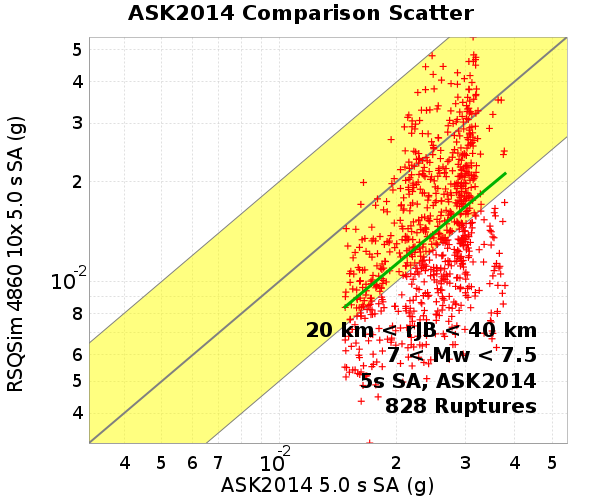 ASK2014 Comparison Scatter
RSQSim 4860 10x 5.0 s SA (g)
5
4
3
2
10-2
8
6
5
4
20 km < rJB < 40 km
7 < Mw < 7.5
5s SA, ASK2014
828 Ruptures
4 5 6 7 10-2 2 3 4 5
ASK2014 5.0 s SA (g)